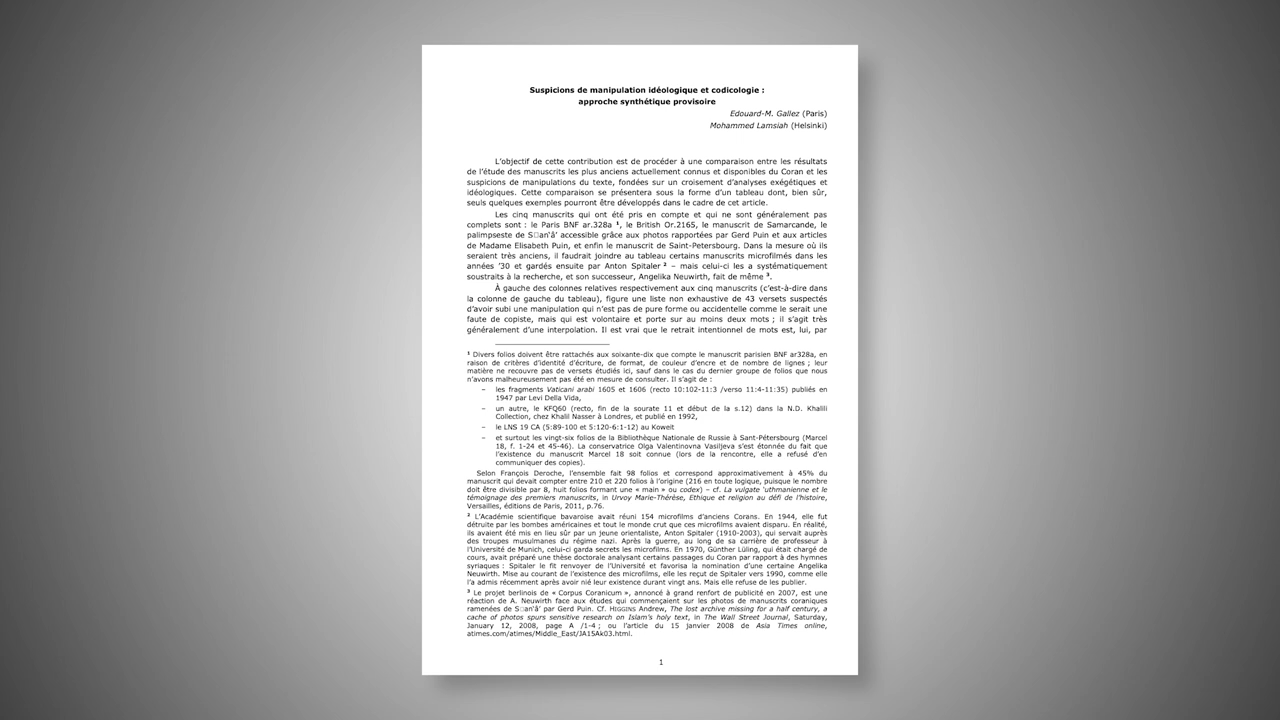 Suspicions de manipulation idéologique et codicologie :
approche synthétique provisoire
Edouard-M. Gallez (Paris)
Mohammed Lamsiah (Helsinki)
L'objectif de cette contribution est de procéder à une comparaison entre les résultats
de l'étude des manuscrits les plus anciens actuellement connus et disponibles du Coran et les
suspicions de manipulations du texte, fondées sur un croisement d'analyses exégétiques et
idéologiques. Cette comparaison se présentera sous la forme d'un tableau dont, bien sûr,
seuls quelques exemples pourront être développés dans le cadre de cet article.
Les cinq manuscrits qui ont été pris en compte et qui ne sont généralement pas
complets sont : le Paris BNF ar.328a ¹, le British Or.2165, le manuscrit de Samarcande, le
palimpseste de S□an'â' accessible grâce aux photos rapportées par Gerd Puin et aux articles
de Madame Elisabeth Puin, et enfin le manuscrit de Saint-Petersbourg. Dans la mesure où ils
seraient très anciens, il faudrait joindre au tableau certains manuscrits microfilmés dans les
années '30 et gardés ensuite par Anton Spitaler ² – mais celui-ci les a systématiquement
soustraits à la recherche, et son successeur, Angelika Neuwirth, fait de même ³.
À gauche des colonnes relatives respectivement aux cinq manuscrits (c'est-à-dire dans
la colonne de gauche du tableau), figure une liste non exhaustive de 43 versets suspectés
d'avoir subi une manipulation qui n'est pas de pure forme ou accidentelle comme le serait une
faute de copiste, mais qui est volontaire et porte sur au moins deux mots ; il s'agit très
généralement d'une interpolation. Il est vrai que le retrait intentionnel de mots est, lui, par
¹ Divers folios doivent être rattachés aux soixante-dix que compte le manuscrit parisien BNF ar328a, en
raison de critères d'identité d'écriture, de format, de couleur d'encre et de nombre de lignes ; leur
matière ne recouvre pas de versets étudiés ici, sauf dans le cas du dernier groupe de folios que nous
n'avons malheureusement pas été en mesure de consulter. Il s'agit de :
– les fragments Vaticani arabi 1605 et 1606 (recto 10:102-11:3 /verso 11:4-11:35) publiés en
1947 par Levi Della Vida,
– un autre, le KFQ60 (recto, fin de la sourate 11 et début de la s.12) dans la N.D. Khalili
Collection, chez Khalil Nasser à Londres, et publié en 1992,
– le LNS 19 CA (5:89-100 et 5:120-6:1-12) au Koweit
– et surtout les vingt-six folios de la Bibliothèque Nationale de Russie à Sant-Pétersbourg (Marcel
18, f. 1-24 et 45-46). La conservatrice Olga Valentinovna Vasiljeva s'est étonnée du fait que
l'existence du manuscrit Marcel 18 soit connue (lors de la rencontre, elle a refusé d'en
communiquer des copies).
Selon François Deroche, l'ensemble fait 98 folios et correspond approximativement à 45% du
manuscrit qui devait compter entre 210 et 220 folios à l'origine (216 en toute logique, puisque le nombre
doit être divisible par 8, huit folios formant une « main » ou codex) – cf. La vulgate 'uthmanienne et le
témoignage des premiers manuscrits, in Urvoy Marie-Thérèse, Ethique et religion au défi de l'histoire,
Versailles, éditions de Paris, 2011, p.76.
² L'Académie scientifique bavaroise avait réuni 154 microfilms d'anciens Corans. En 1944, elle fut
détruite par les bombes américaines et tout le monde crut que ces microfilms avaient disparu. En réalité,
ils avaient été mis en lieu sûr par un jeune orientaliste, Anton Spitaler (1910-2003), qui servait auprès
des troupes musulmanes du régime nazi. Après la guerre, au long de sa carrière de professeur à
l'Université de Munich, celui-ci garda secrets les microfilms. En 1970, Günther Lüling, qui était chargé de
cours, avait préparé une thèse doctorale analysant certains passages du Coran par rapport à des hymnes
syriaques : Spitaler le fit renvoyer de l'Université et favorisa la nomination d'une certaine Angelika
Neuwirth. Mise au courant de l'existence des microfilms, elle les reçut de Spitaler vers 1990, comme elle
l'a admis récemment après avoir nié leur existence durant vingt ans. Mais elle refuse de les publier.
³ Le projet berlinois de « Corpus Coranicum », annoncé à grand renfort de publicité en 2007, est une
réaction de A. Neuwirth face aux études qui commençaient sur les photos de manuscrits coraniques
ramenées de S□an'â' par Gerd Puin. Cf. HIGGINS Andrew, The lost archive missing for a half century, a
cache of photos spurs sensitive research on Islam's holy text, in The Wall Street Journal, Saturday,
January 12, 2008, page A /1-4 ; ou l'article du 15 janvier 2008 de Asia Times online,
atimes.com/atimes/Middle_East/JA15Ak03.html.
1